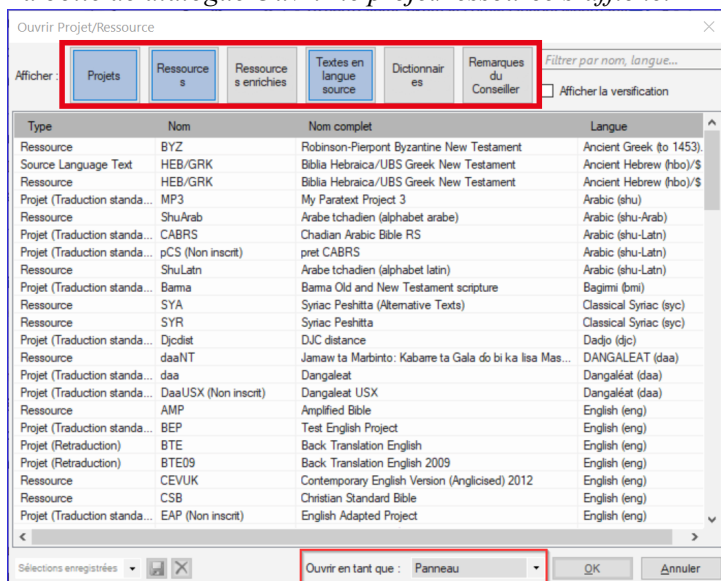 Ouvrir Projet/Ressource
Afficher :
Projets
Ressource
s
Ressource
s enrichies
Textes en
langue
source
Dictionnair
es
Remarques
du
Conseiller
Filtrer par nom, langue...
Afficher la versification
Type Nom Nom complet Langue
Ressource BYZ Robinson-Pierpont Byzantine New Testament Ancient Greek (to 1453).
Source Language Text HEB/GRK Biblia Hebraica/UBS Greek New Testament Ancient Hebrew (hbo)/$
Ressource HEB/GRK Biblia Hebraica/UBS Greek New Testament Ancient Hebrew (hbo)/$
Projet (Traduction standa... MP3 My Paratext Project 3 Arabic (shu)
Ressource ShuArab Arabe tchadien (alphabet arabe) Arabic (shu-Arab)
Projet (Traduction standa... CABRS Chadian Arabic Bible RS Arabic (shu-Latn)
Projet (Traduction standa... pCS (Non inscrit) pret CABRS Arabic (shu-Latn)
Ressource ShuLatn Arabe tchadien (alphabet latin) Arabic (shu-Latn)
Projet (Traduction standa... Barma Barma Old and New Testament scripture Bagirmi (bmi)
Ressource SYA Syriac Peshitta (Alternative Texts) Classical Syriac (syc)
Ressource SYR Syriac Peshitta Classical Syriac (syc)
Projet (Traduction standa... Djcdist DJC distance Dadjo (djc)
Ressource daaNT Jamaw ta Marbinto: Kabarre ta Gala do bi ka Iisa Mas... DANGALEAT (daa)
Projet (Traduction standa... daa Dangaleat Dangaléat (daa)
Projet (Traduction standa... DaaUSX (Non inscrit) Dangaleat USX Dangaléat (daa)
Ressource AMP Amplified Bible English (eng)
Projet (Traduction standa... BEP Test English Project English (eng)
Projet (Retraduction) BTE Back Translation English English (eng)
Projet (Retraduction) BTE09 Back Translation English 2009 English (eng)
Ressource CEVUK Contemporary English Version (Anglicised) 2012 English (eng)
Ressource CSB Christian Standard Bible English (eng)
Projet (Traduction standa... EAP (Non inscrit) English Adapted Project English (eng)
Sélections enregistrées Ouvrir en tant que : Panneau OK Annuler